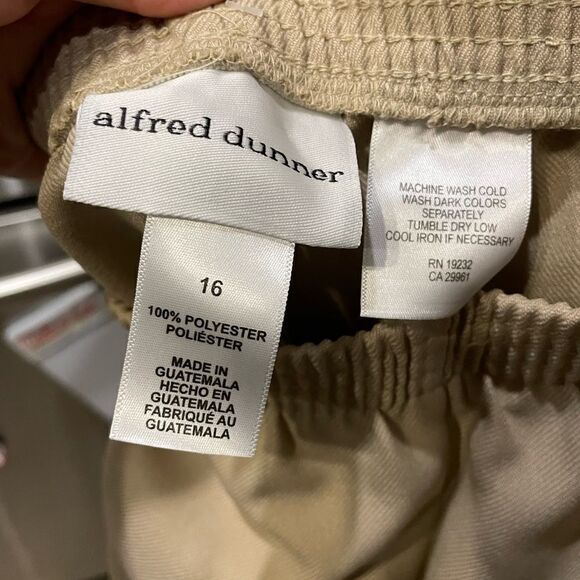 alfred dunner
16
100% POLYESTER
POLIÉSTER
MADE IN
GUATEMALA
HECHO EN
GUATEMALA
FABRIQUÉ AU
GUATEMALA
MACHINE WASH COLD
WASH DARK COLORS
SEPARATELY
TUMBLE DRY LOW
COOL IRON IF NECESSARY
RN 19232
CA 29961